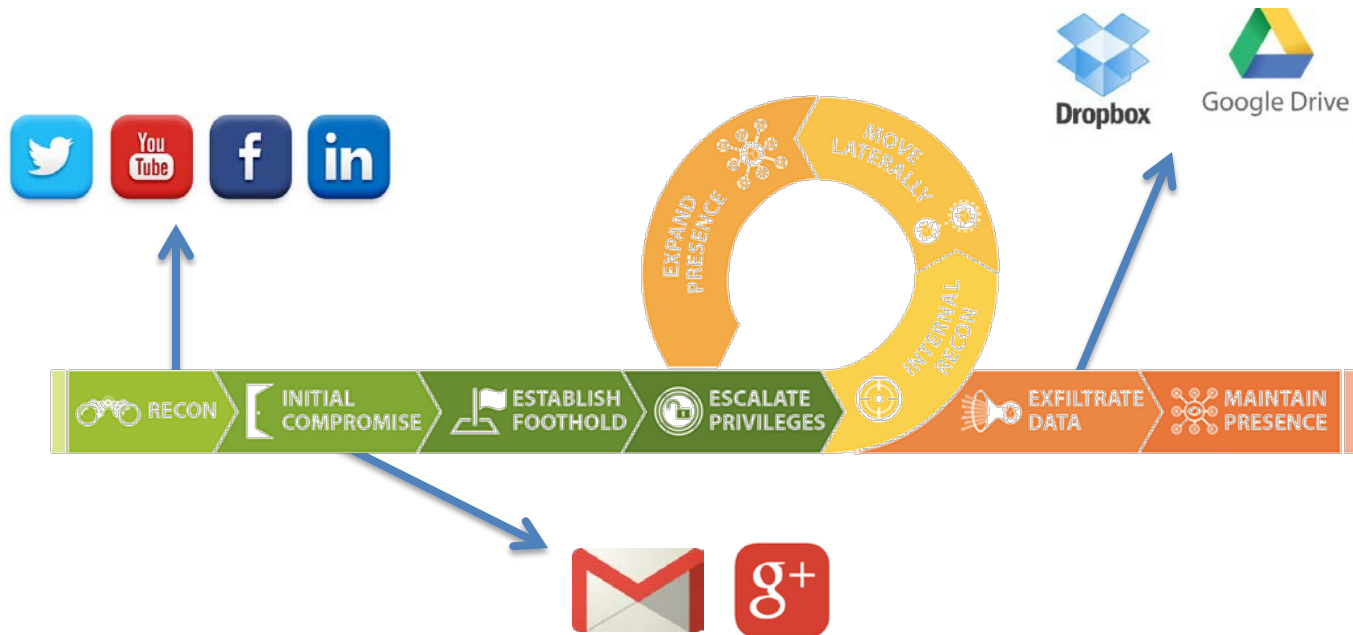 Dropbox
Google Drive
You
Tube
f
in
MOVE
LATERALLY
EXPAND
PRESENCE
INTERNAL
RECON
RECON
INITIAL
COMPROMISE
ESTABLISH
FOOTHOLD
ESCALATE
PRIVILEGES
EXFILTRATE
DATA
MAINTAIN
PRESENCE
g+